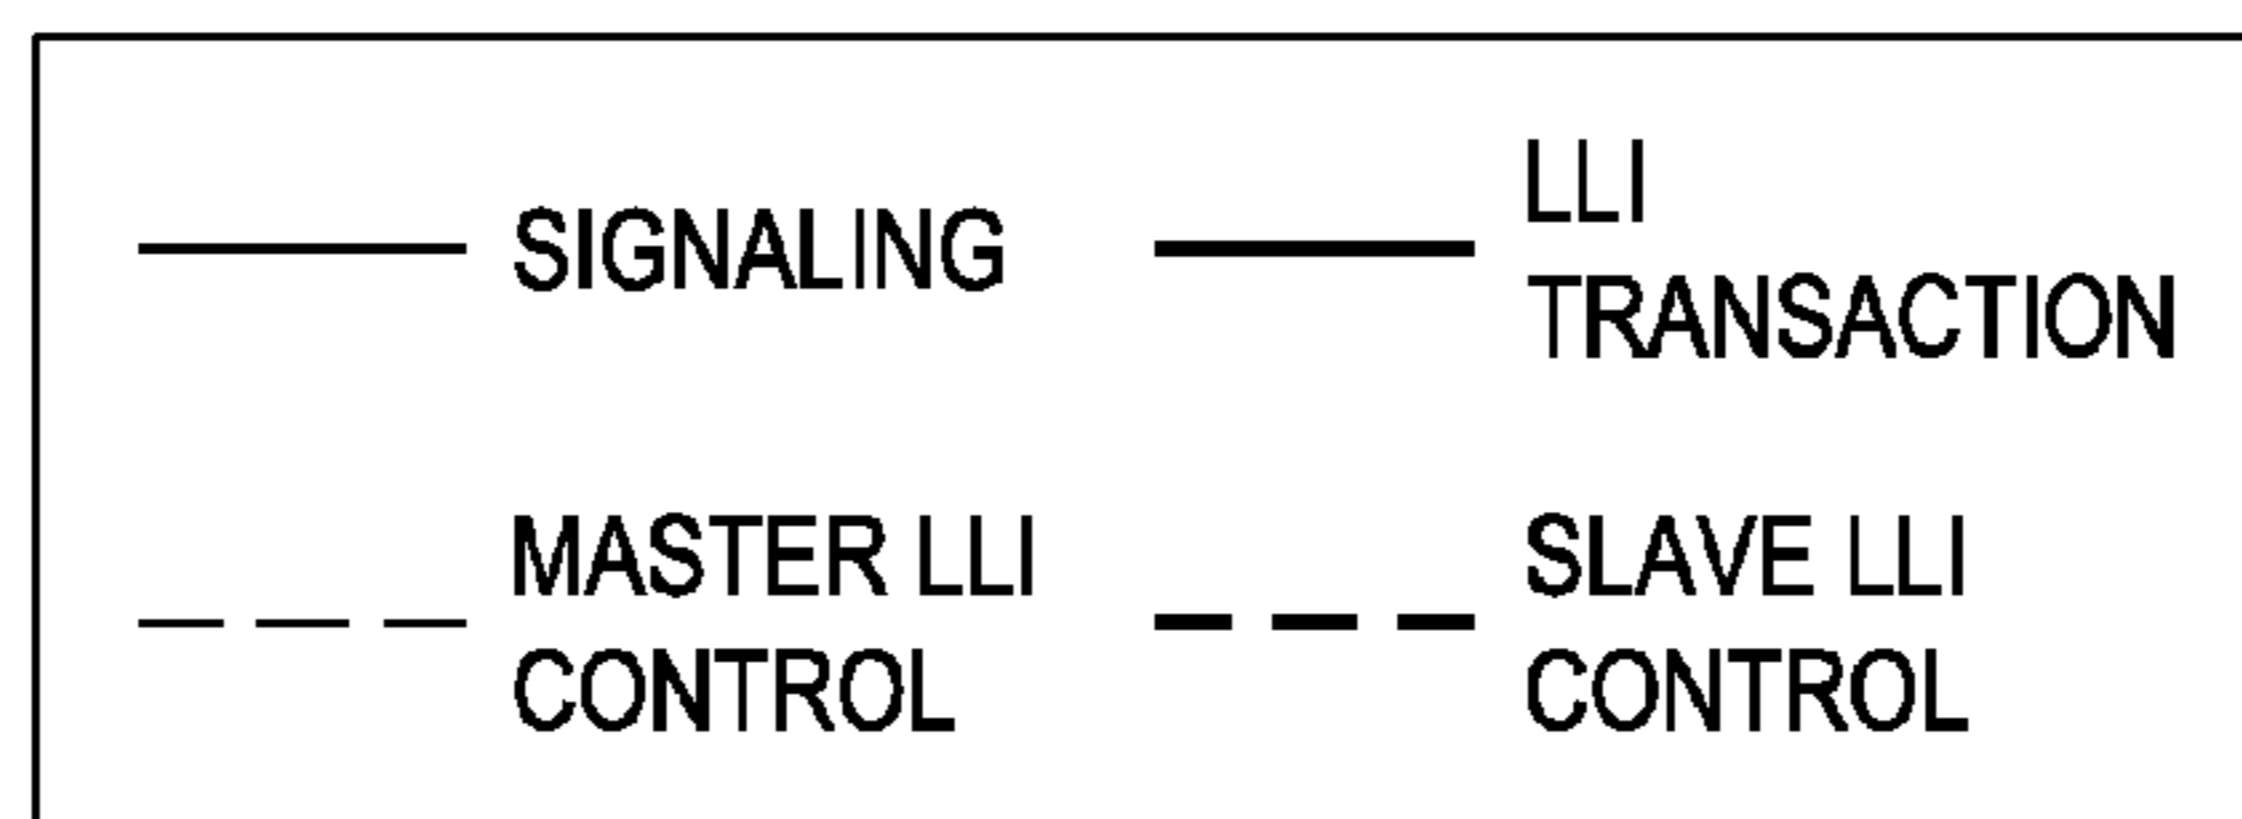 SIGNALING
LLI
TRANSACTION
MASTER LLI
CONTROL
SLAVE LLI
CONTROL